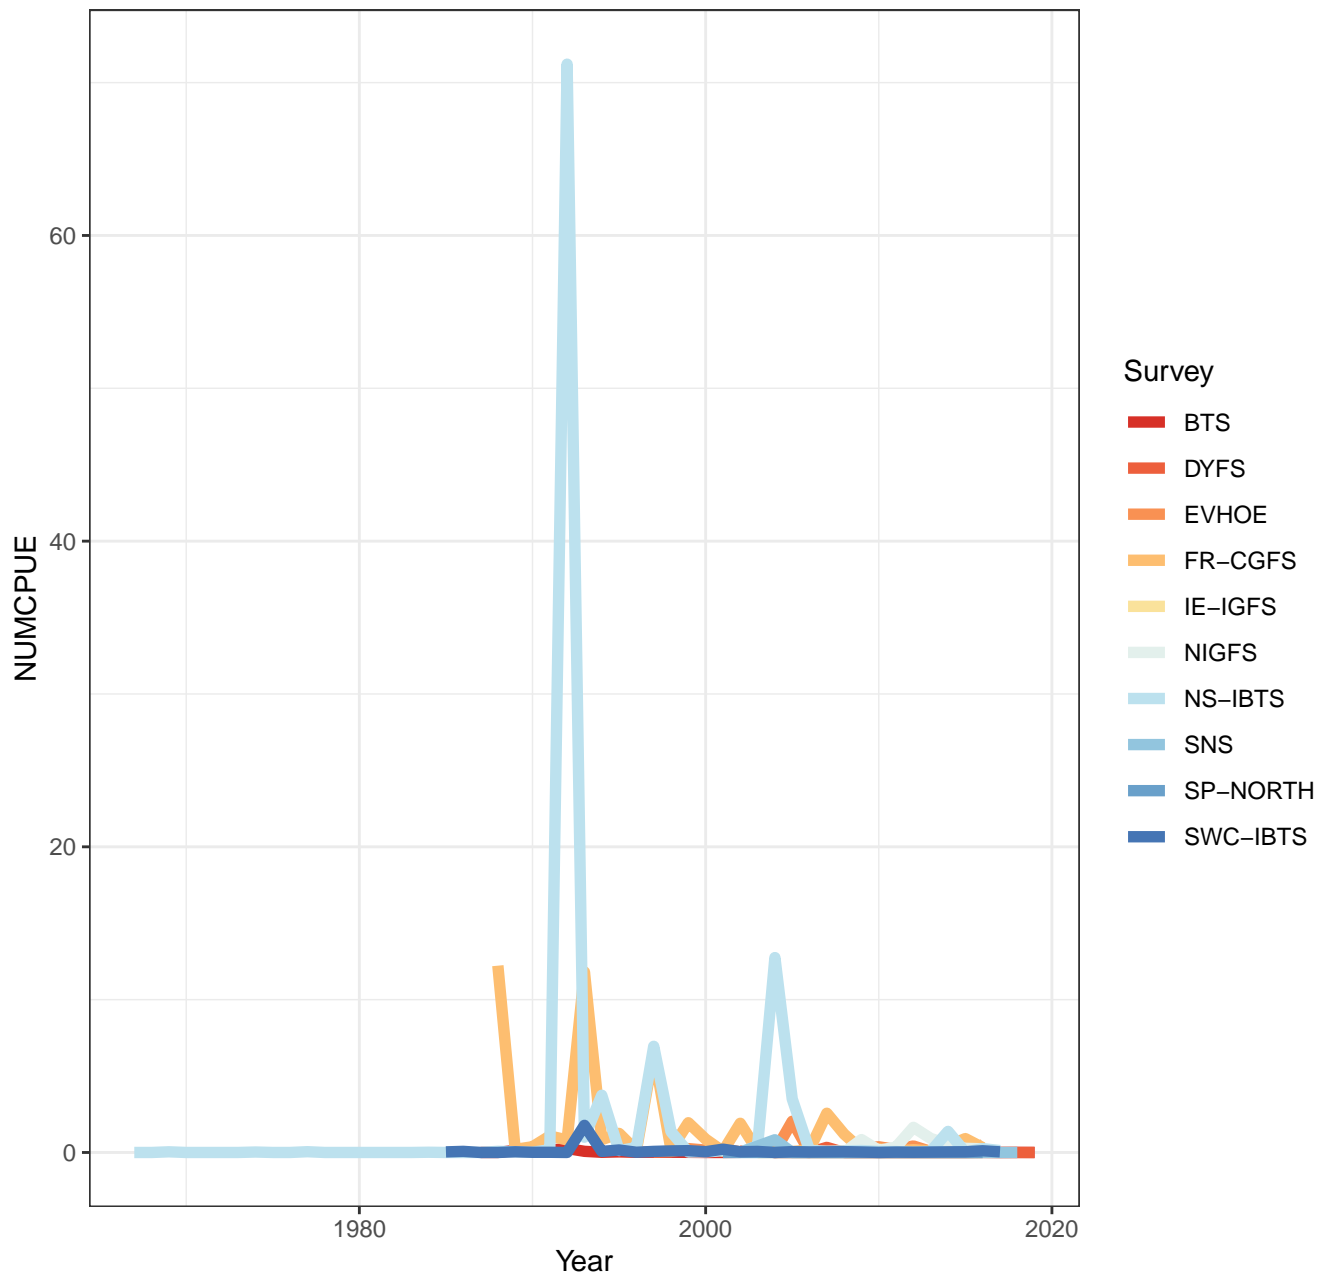 60
40
20
0
NUMCPUE
1980
2000
2020
Year
Survey
BTS
DYFS
EVHOE
FR−CGFS
IE−IGFS
NIGFS
NS−IBTS
SNS
SP−NORTH
SWC−IBTS